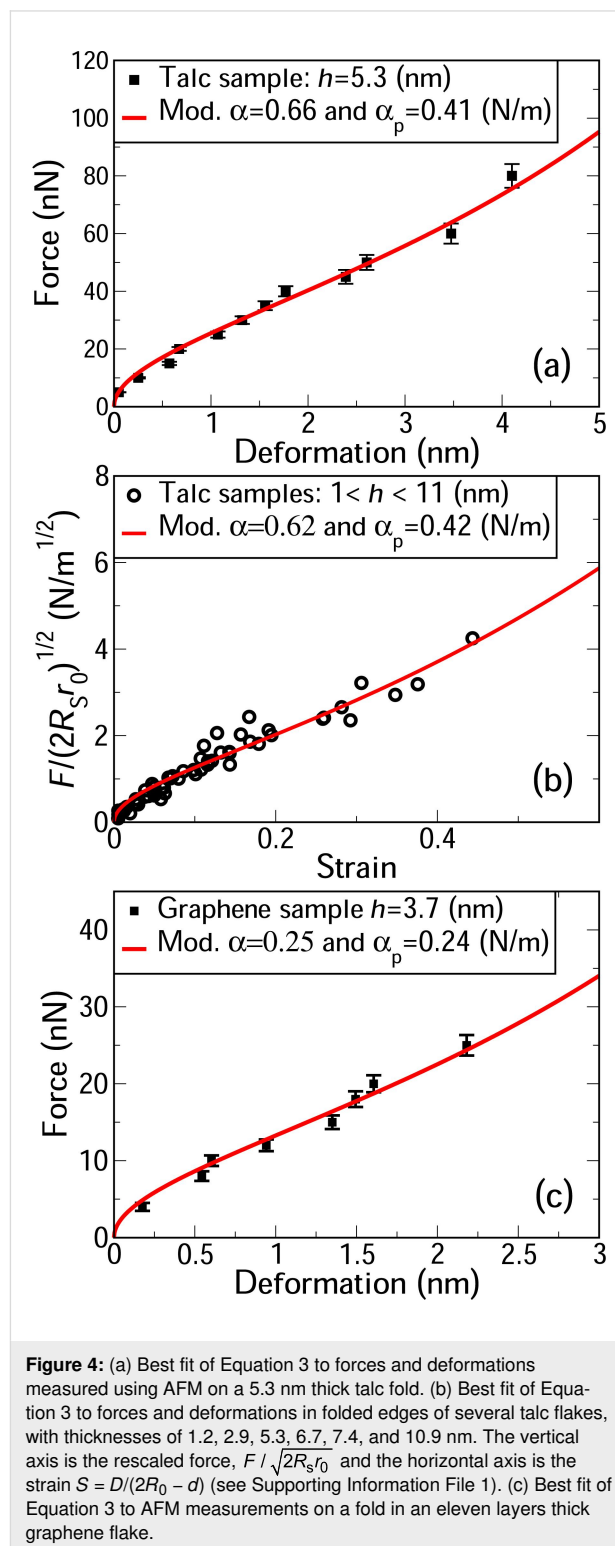 120
Talc sample: h=5.3 (nm)
Mod. α=0.66 and αp=0.41 (N/m)
100
80
60
40
20
0
Force (nN)
(a)
0 1 2 3 4 5
Deformation (nm)
8
Talc samples: 1< h < 11 (nm)
Mod. α=0.62 and αp=0.42 (N/m)
6
4
2
0
F/(2RSr0)^1/2 (N/m^1/2)
(b)
0 0.2 0.4
Strain
Graphene sample h=3.7 (nm)
Mod. α=0.25 and αp=0.24 (N/m)
40
30
20
10
0
Force (nN)
(c)
0 0.5 1 1.5 2 2.5 3
Deformation (nm)
Figure 4: (a) Best fit of Equation 3 to forces and deformations
measured using AFM on a 5.3 nm thick talc fold. (b) Best fit of Equa-
tion 3 to forces and deformations in folded edges of several talc flakes,
with thicknesses of 1.2, 2.9, 5.3, 6.7, 7.4, and 10.9 nm. The vertical
axis is the rescaled force, F / √2Rsr0 and the horizontal axis is the
strain S = D/(2R0 − d) (see Supporting Information File 1). (c) Best fit of
Equation 3 to AFM measurements on a fold in an eleven layers thick
graphene flake.